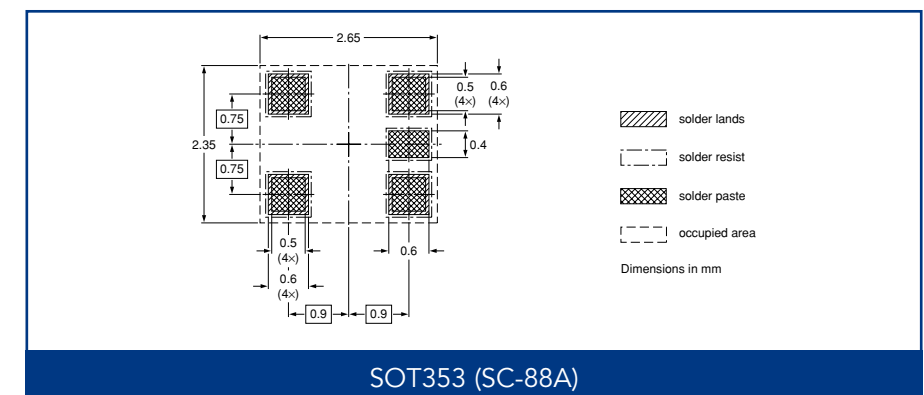 2.65
0.5
(4×)
0.6
(4×)
0.75
solder lands
2.35
0.4
solder resist
0.75
solder paste
occupied area
0.5
(4×)
0.6
0.6
(4×)
Dimensions in mm
0.9
0.9
SOT353 (SC-88A)